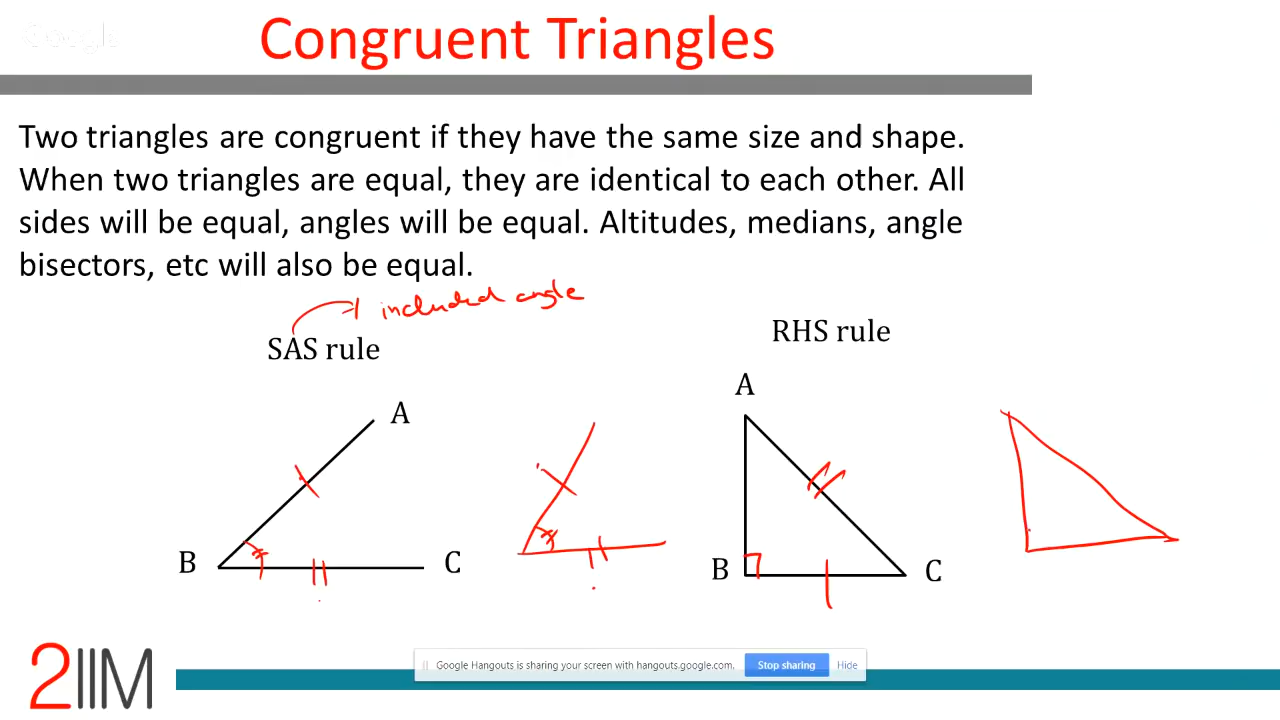 Google
Congruent Triangles
Two triangles are congruent if they have the same size and shape.
When two triangles are equal, they are identical to each other. All
sides will be equal, angles will be equal. Altitudes, medians, angle
bisectors, etc will also be equal.
included angle
SAS rule
RHS rule
A
A
B
C
B
C
2IIM
Google Hangouts is sharing your screen with hangouts.google.com.
Stop sharing
Hide